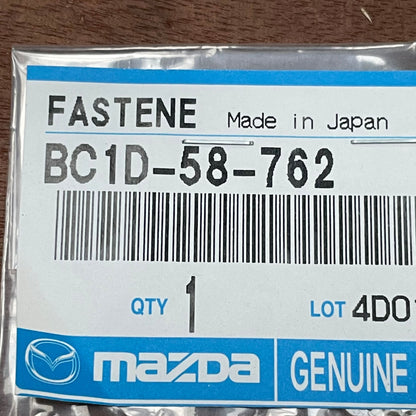 FASTENE Made in Japan
BC1D-58-762
QTY 1 LOT 4D01
mazda GENUINE